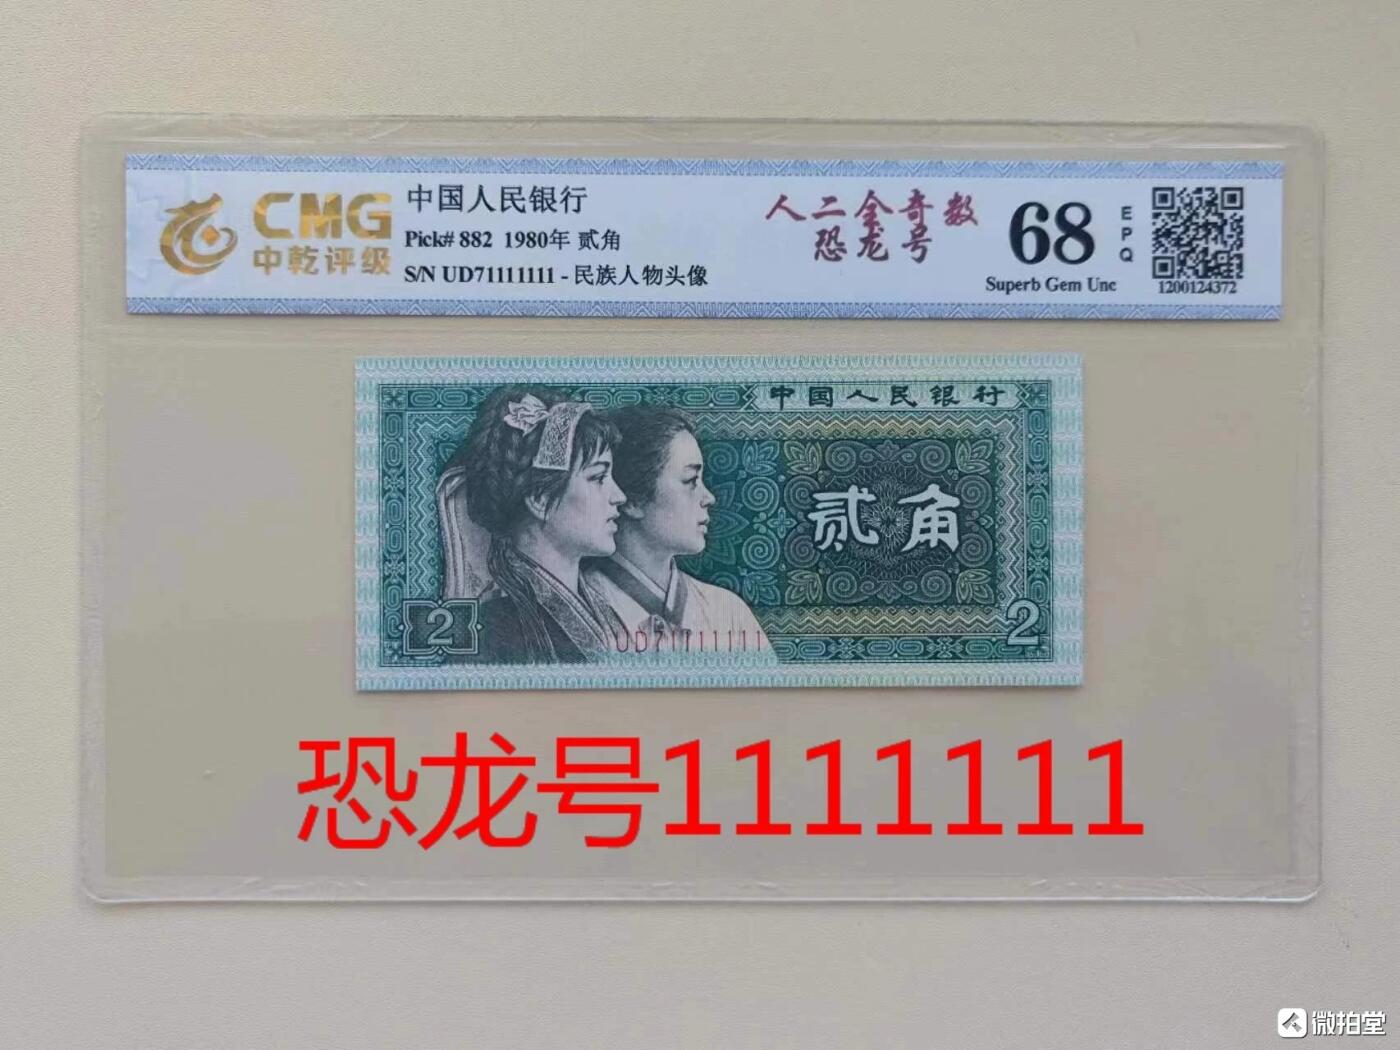 CMG
中乾评级
中国人民银行
Pick# 882 1980年 贰角
S/N UD71111111 - 民族人物头像
人二全奇数
恐龙号
68
EPQ
Superb Gem Unc
1200124372
中国人民银行
贰角
2
2
UD71111111
恐龙号1111111
微拍堂